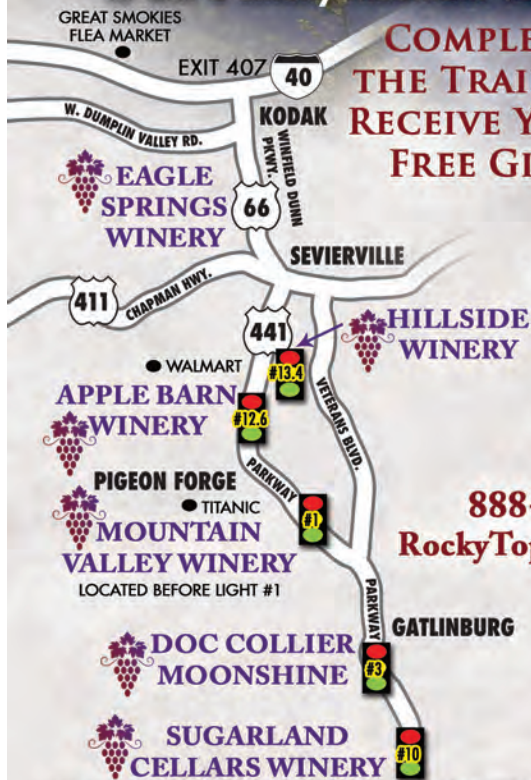 GREAT SMOKIES
FLEA MARKET
EXIT 407
40
COMPLE
THE TRAI
RECEIVE Y
FREE GI
KODAK
W. DUMPLIN VALLEY RD.
WINFIELD DUNN
PKWY.
EAGLE
SPRINGS
WINERY
66
SEVIERVILLE
411
CHAPMAN HWY.
441
HILLSIDE
WINERY
WALMART
#13.4
APPLE BARN
WINERY
#12.6
VETERANS BLVD.
PARKWAY
PIGEON FORGE
TITANIC
#1
MOUNTAIN
VALLEY WINERY
LOCATED BEFORE LIGHT #1
888-
RockyTop
PARKWAY
GATLINBURG
DOC COLLIER
MOONSHINE
#3
SUGARLAND
CELLARS WINERY
#10